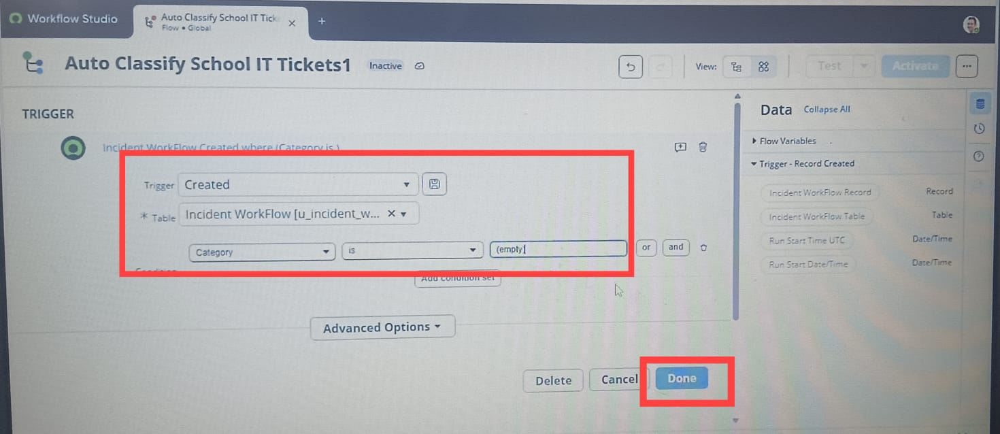 Workflow Studio
Auto Classify School IT Ticke
Flow • Global
Auto Classify School IT Tickets1
Inactive
View:
Test
Activate
TRIGGER
Incident WorkFlow Created where (Category is )
Trigger
Created
* Table
Incident WorkFlow [u_incident_w...
Category
is
(empty)
or
and
Condition
Add condition set
Advanced Options
Delete
Cancel
Done
Data
Collapse All
Flow Variables
Trigger - Record Created
Incident WorkFlow Record
Record
Incident WorkFlow Table
Table
Run Start Time UTC
Date/Time
Run Start Date/Time
Date/Time